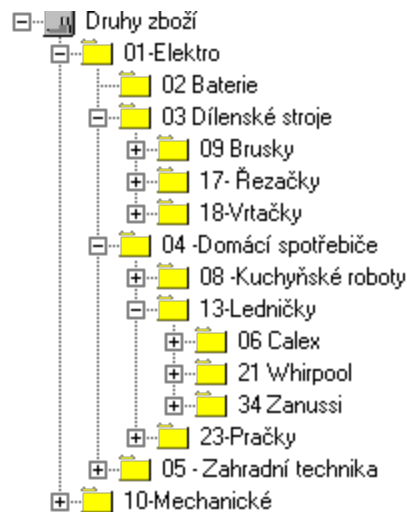 Druhy zboží
01-Elektro
02 Baterie
03 Dílenské stroje
09 Brusky
17- Řezačky
18-Vrtačky
04 -Domácí spotřebiče
08 -Kuchyňské roboty
13-Ledničky
06 Calex
21 Whirpool
34 Zanussi
23-Pračky
05 - Zahradní technika
10-Mechanické